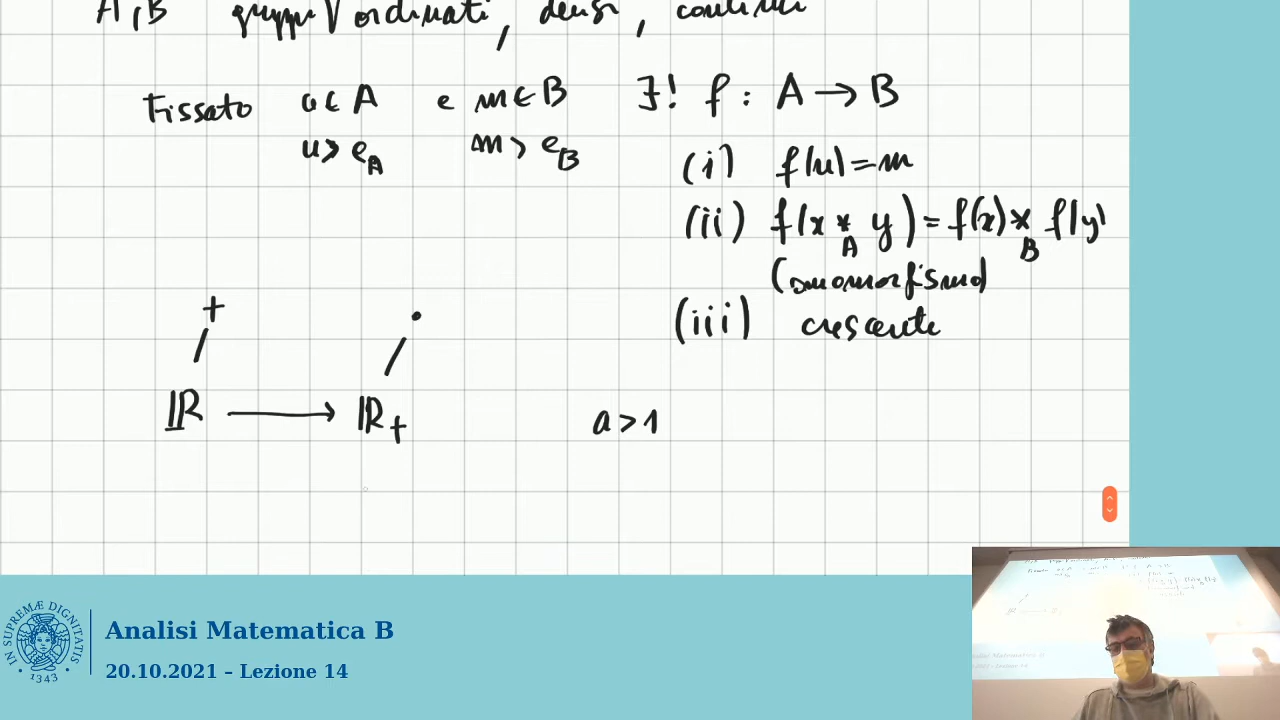 A, B gruppi ordinati, densi, continui
Fissato u ∈ A e m ∈ B ∃! f : A → B
u > e_A m > e_B (i) f(u) = m
(ii) f(x *_A y) = f(x) *_B f(y)
(omomorfismo)
(iii) crescente
+ •
ℝ → ℝ₊ a > 1
IN SUPREMÆ DIGNITATIS
1343
Analisi Matematica B
20.10.2021 – Lezione 14